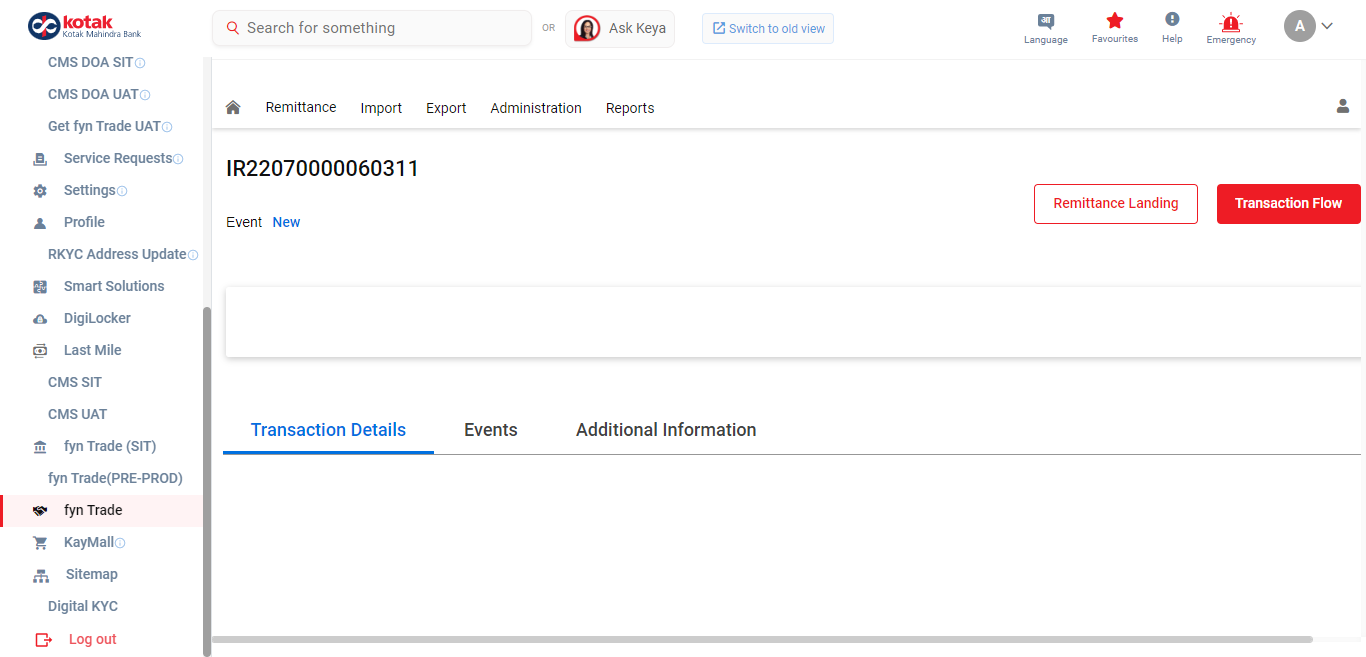 kotak
Kotak Mahindra Bank
Search for something
OR
Ask Keya
Switch to old view
Language
Favourites
Help
Emergency
A
CMS DOA SIT
CMS DOA UAT
Get fyn Trade UAT
Service Requests
Settings
Profile
RKYC Address Update
Smart Solutions
DigiLocker
Last Mile
CMS SIT
CMS UAT
fyn Trade (SIT)
fyn Trade(PRE-PROD)
fyn Trade
KayMall
Sitemap
Digital KYC
Log out
Remittance Import Export Administration Reports
IR22070000060311
Event New
Remittance Landing
Transaction Flow
Transaction Details Events Additional Information